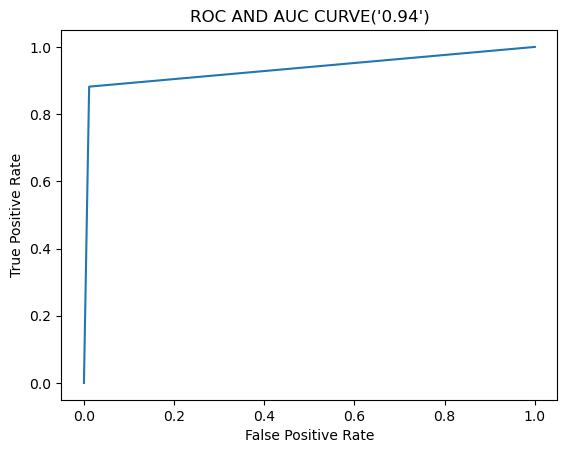 ROC AND AUC CURVE('0.94')
1.0
0.8
0.6
0.4
0.2
0.0
True Positive Rate
0.0 0.2 0.4 0.6 0.8 1.0
False Positive Rate